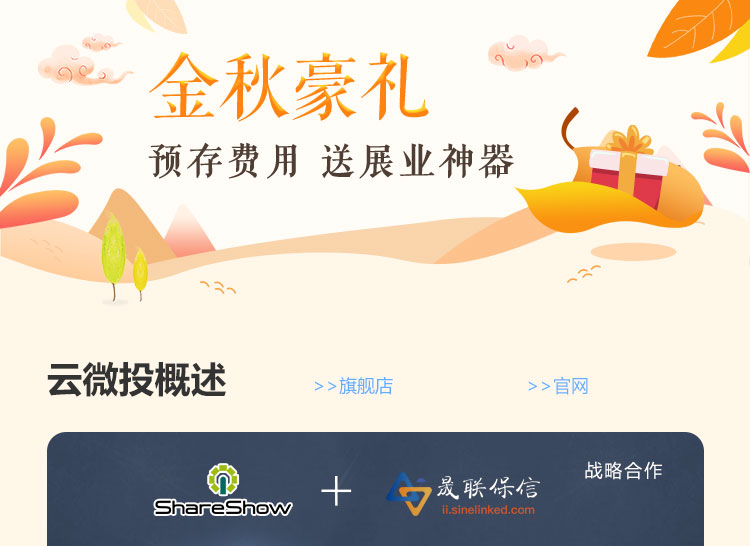 金秋豪礼
预存费用 送展业神器
云微投概述
>>旗舰店
>>官网
战略合作
ShareShow
+
晟联保信
ii.sinelinked.com